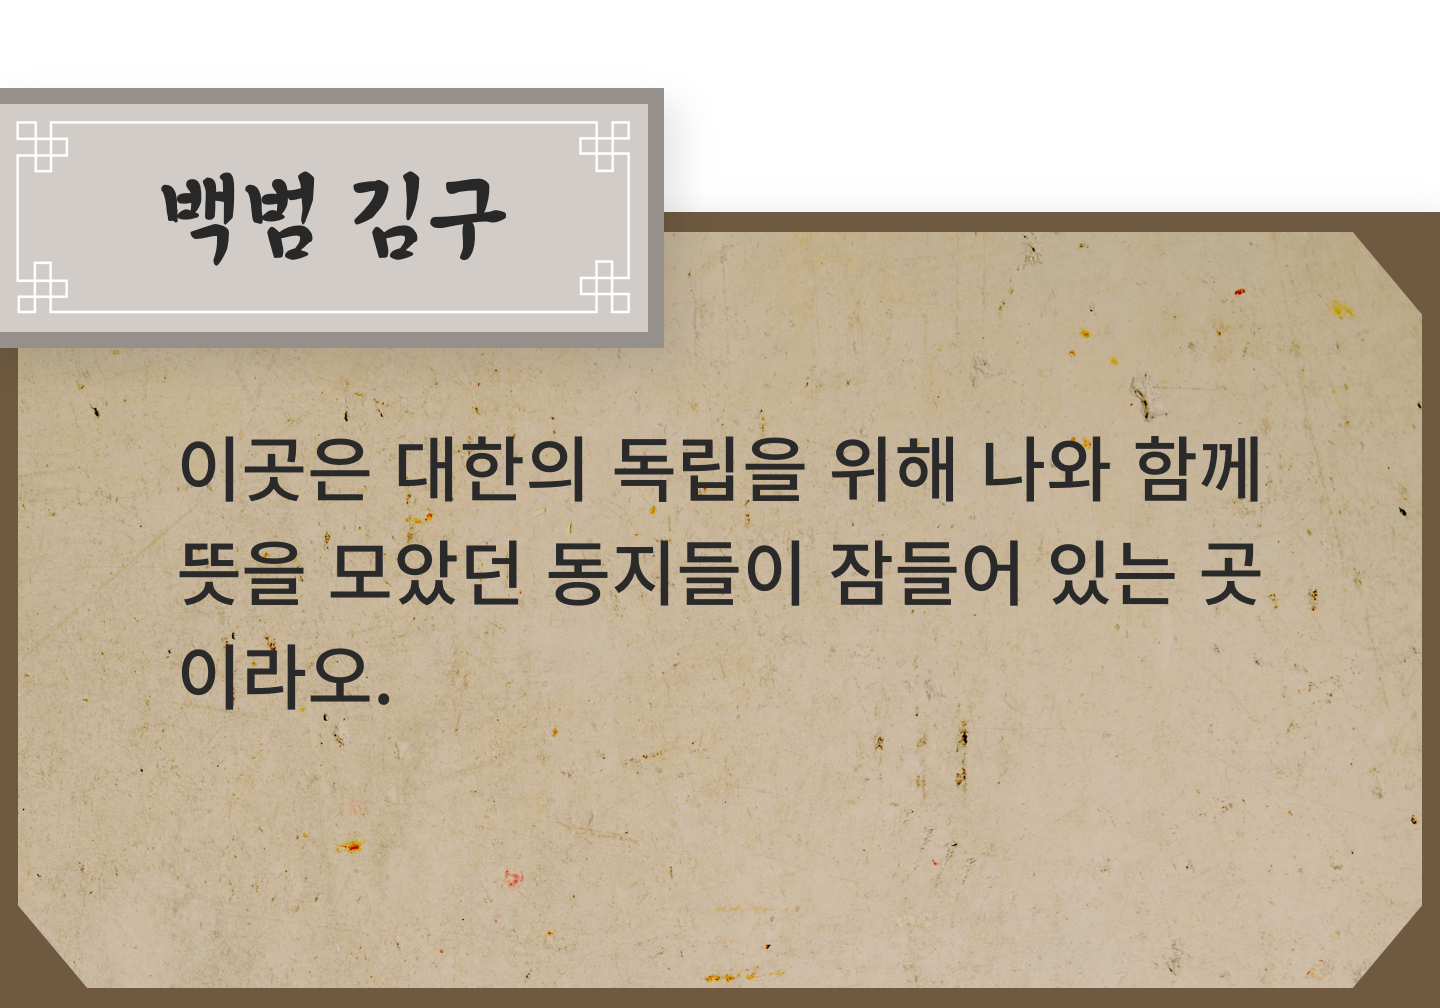 백범 김구
이곳은 대한의 독립을 위해 나와 함께
뜻을 모았던 동지들이 잠들어 있는 곳
이라오.